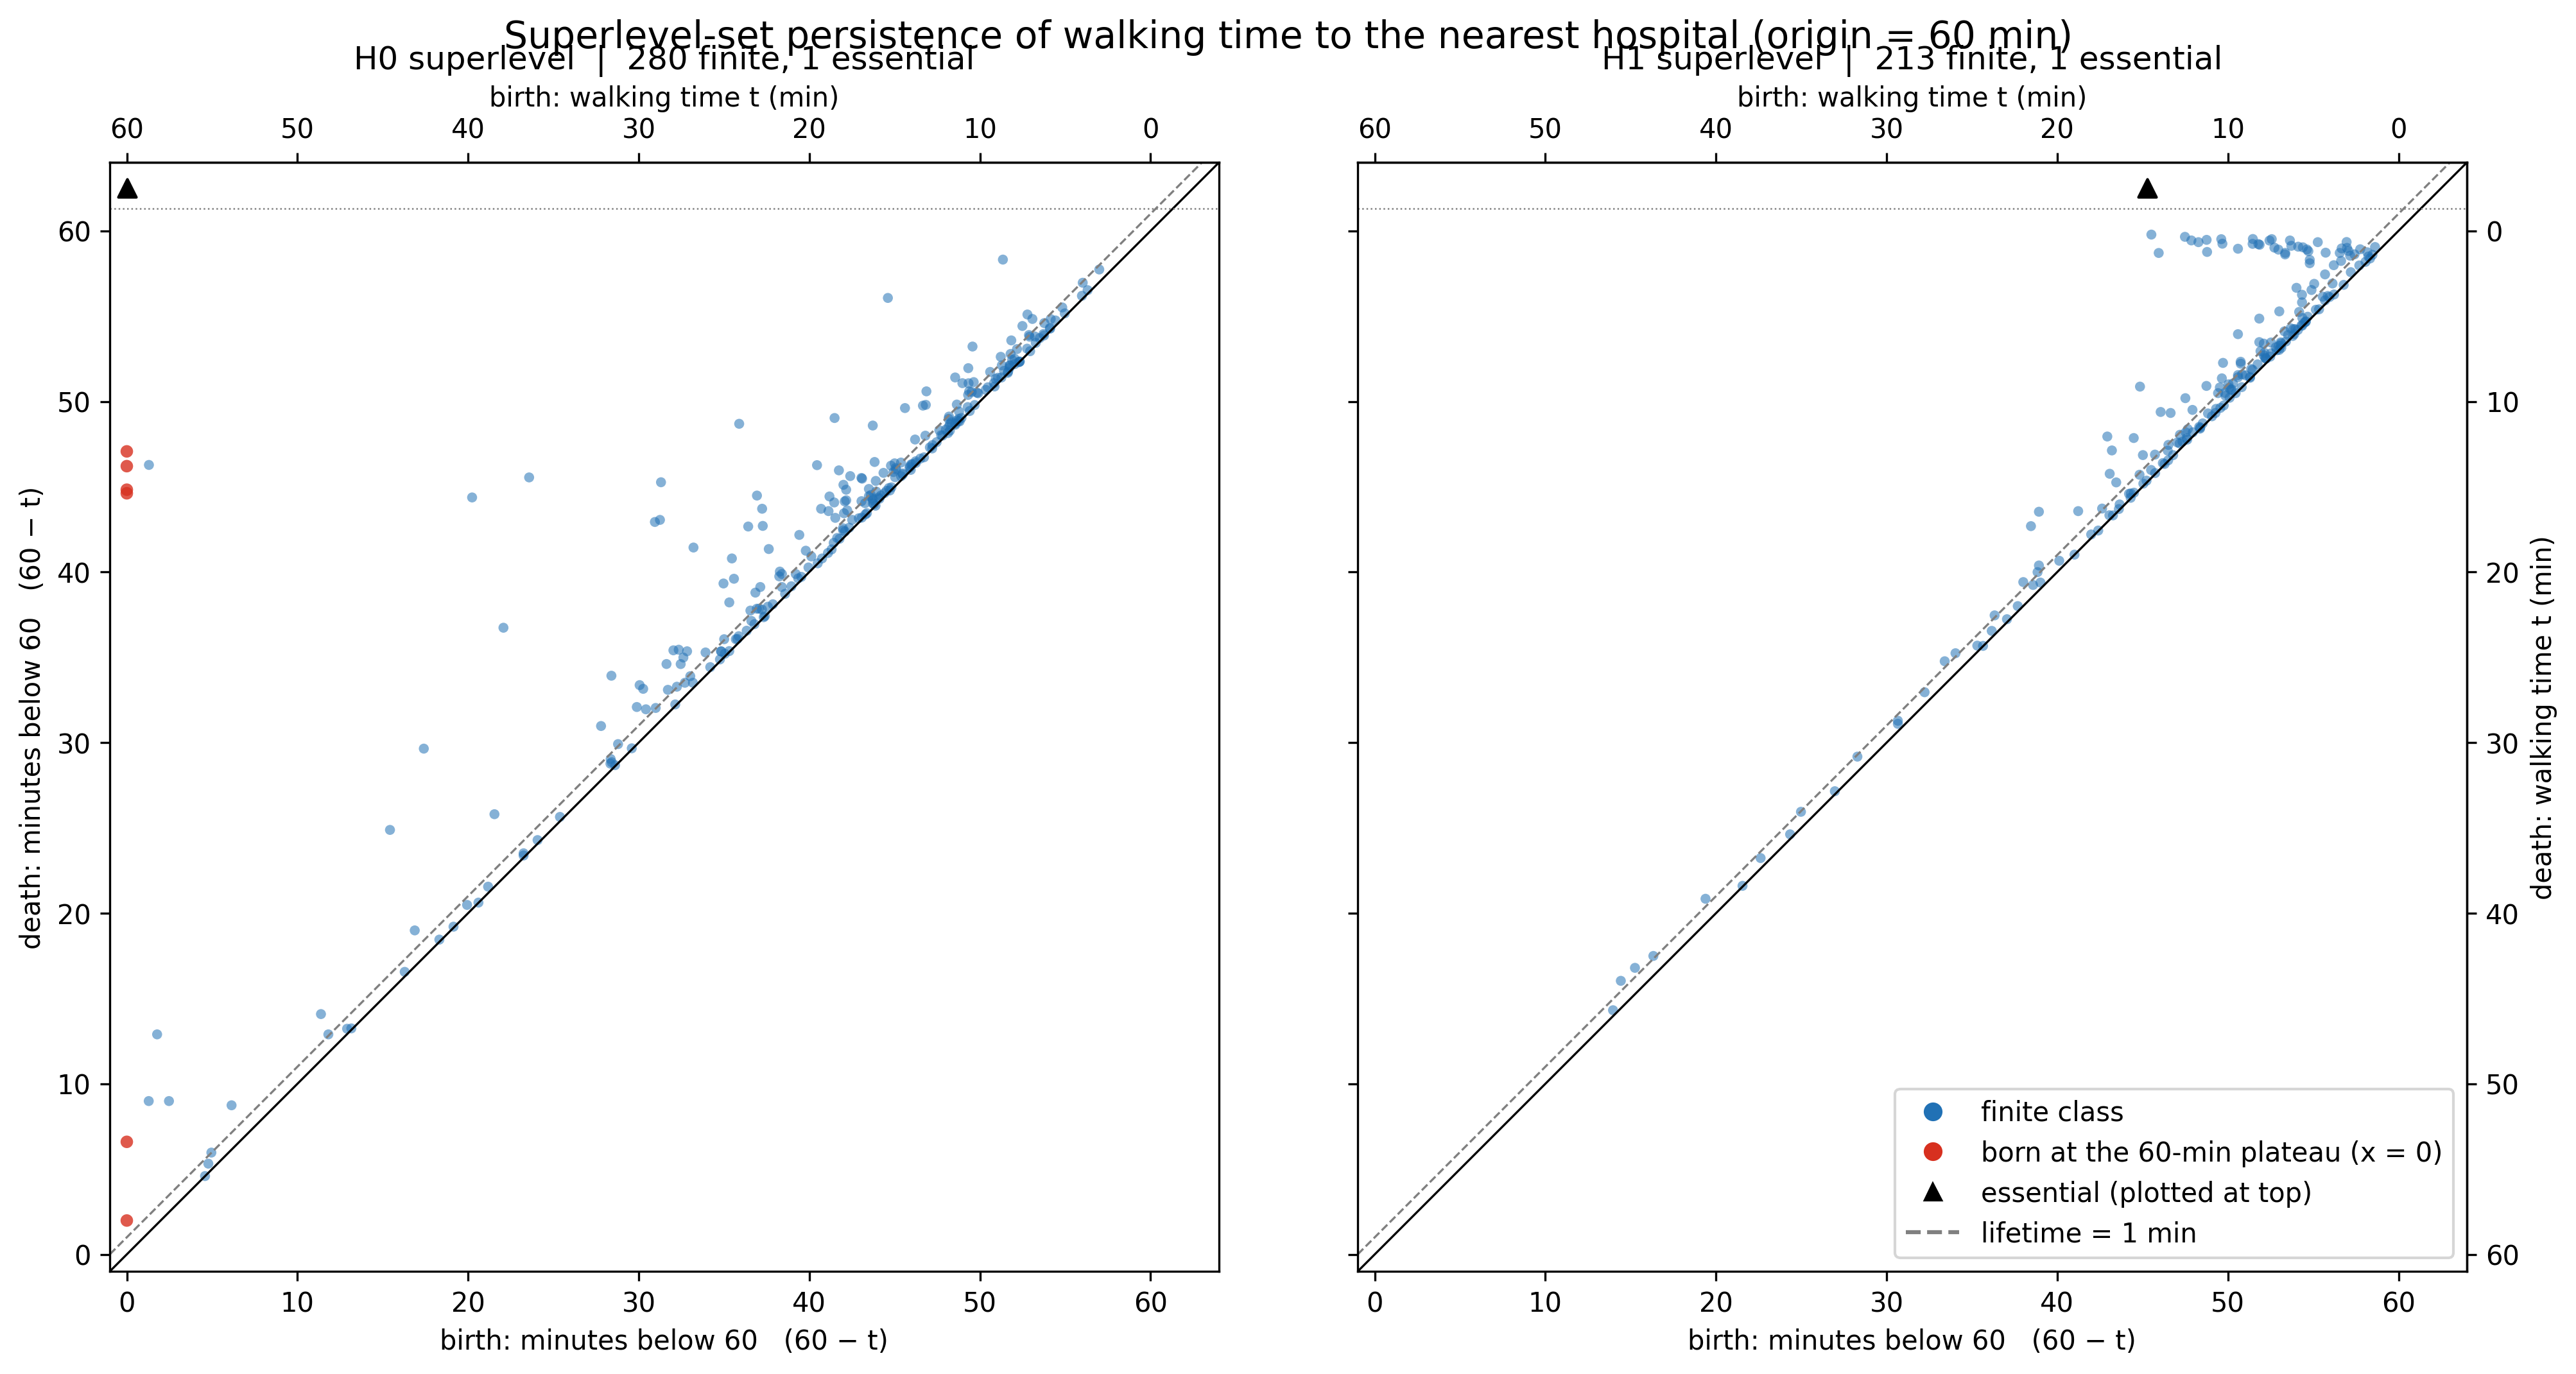 Superlevel-set persistence of walking time to the nearest hospital (origin = 60 min)
H0 superlevel | 280 finite, 1 essential
birth: walking time t (min)
60 50 40 30 20 10 0
death: minutes below 60 (60 − t)
60
50
40
30
20
10
0
0 10 20 30 40 50 60
birth: minutes below 60 (60 − t)
H1 superlevel | 213 finite, 1 essential
birth: walking time t (min)
60 50 40 30 20 10 0
0
10
20
30
40
50
60
death: walking time t (min)
finite class
born at the 60-min plateau (x = 0)
essential (plotted at top)
lifetime = 1 min
0 10 20 30 40 50 60
birth: minutes below 60 (60 − t)